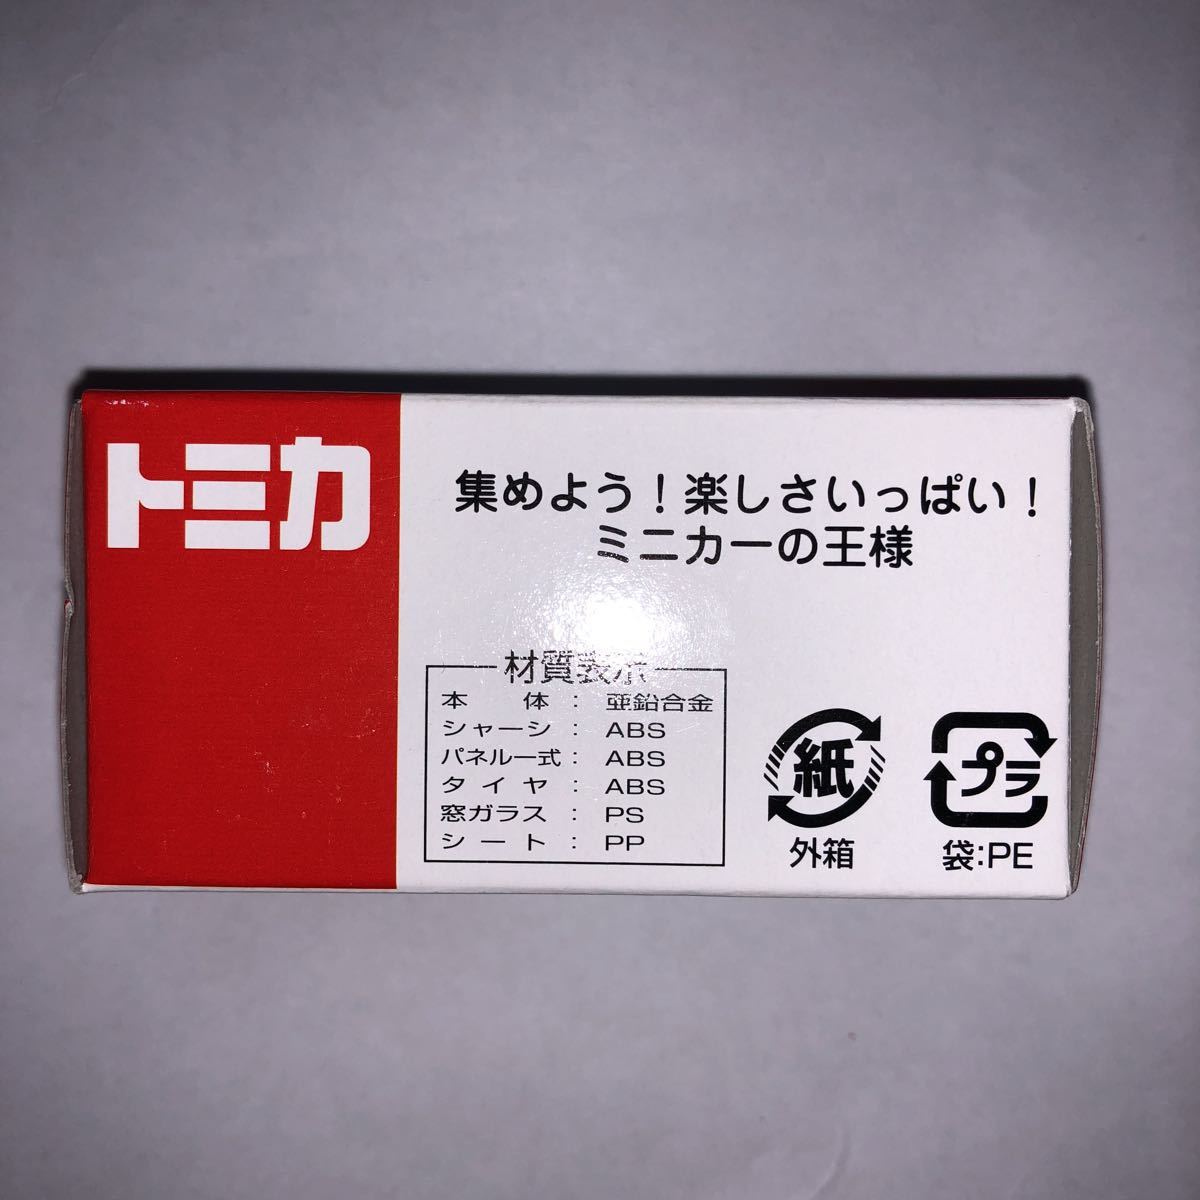 トミカ
集めよう！楽しさいっぱい！
ミニカーの王様
材質表示
本体：亜鉛合金
シャーシ：ABS
パネル一式：ABS
タイヤ：ABS
窓ガラス：PS
シート：PP
紙
外箱
プラ
袋:PE